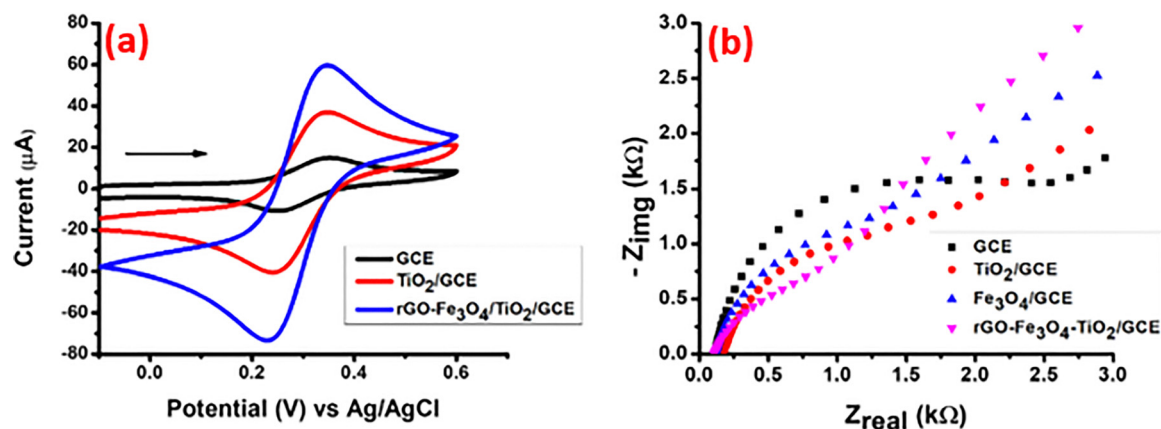 (a)
80
60
40
20
0
-20
-40
-60
-80
Current (µA)
0.0 0.2 0.4 0.6
Potential (V) vs Ag/AgCl
GCE
TiO₂/GCE
rGO-Fe₃O₄/TiO₂/GCE
(b)
3.0
2.5
2.0
1.5
1.0
0.5
0.0
- Zimg (kΩ)
0.0 0.5 1.0 1.5 2.0 2.5 3.0
Zreal (kΩ)
GCE
TiO₂/GCE
Fe₃O₄/GCE
rGO-Fe₃O₄-TiO₂/GCE